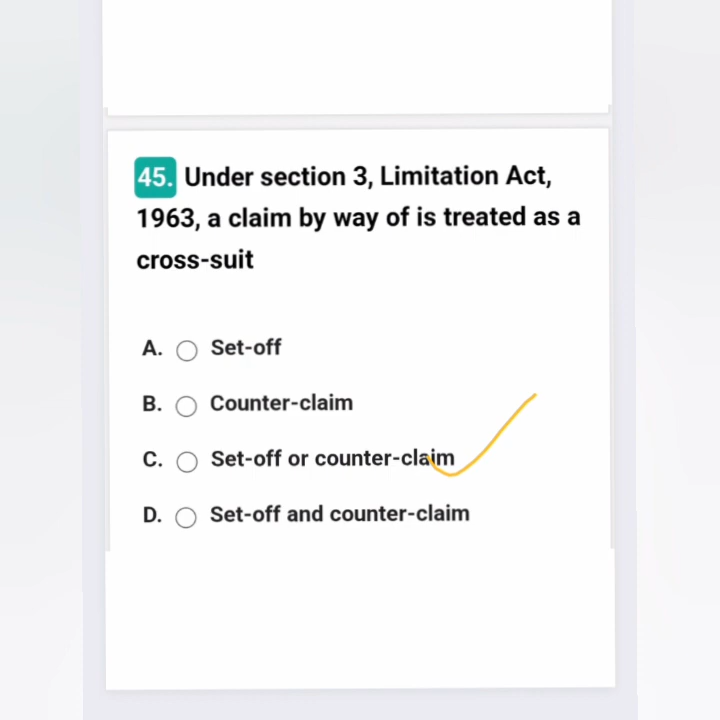 45. Under section 3, Limitation Act,
1963, a claim by way of is treated as a
cross-suit
A. Set-off
B. Counter-claim
C. Set-off or counter-claim
D. Set-off and counter-claim